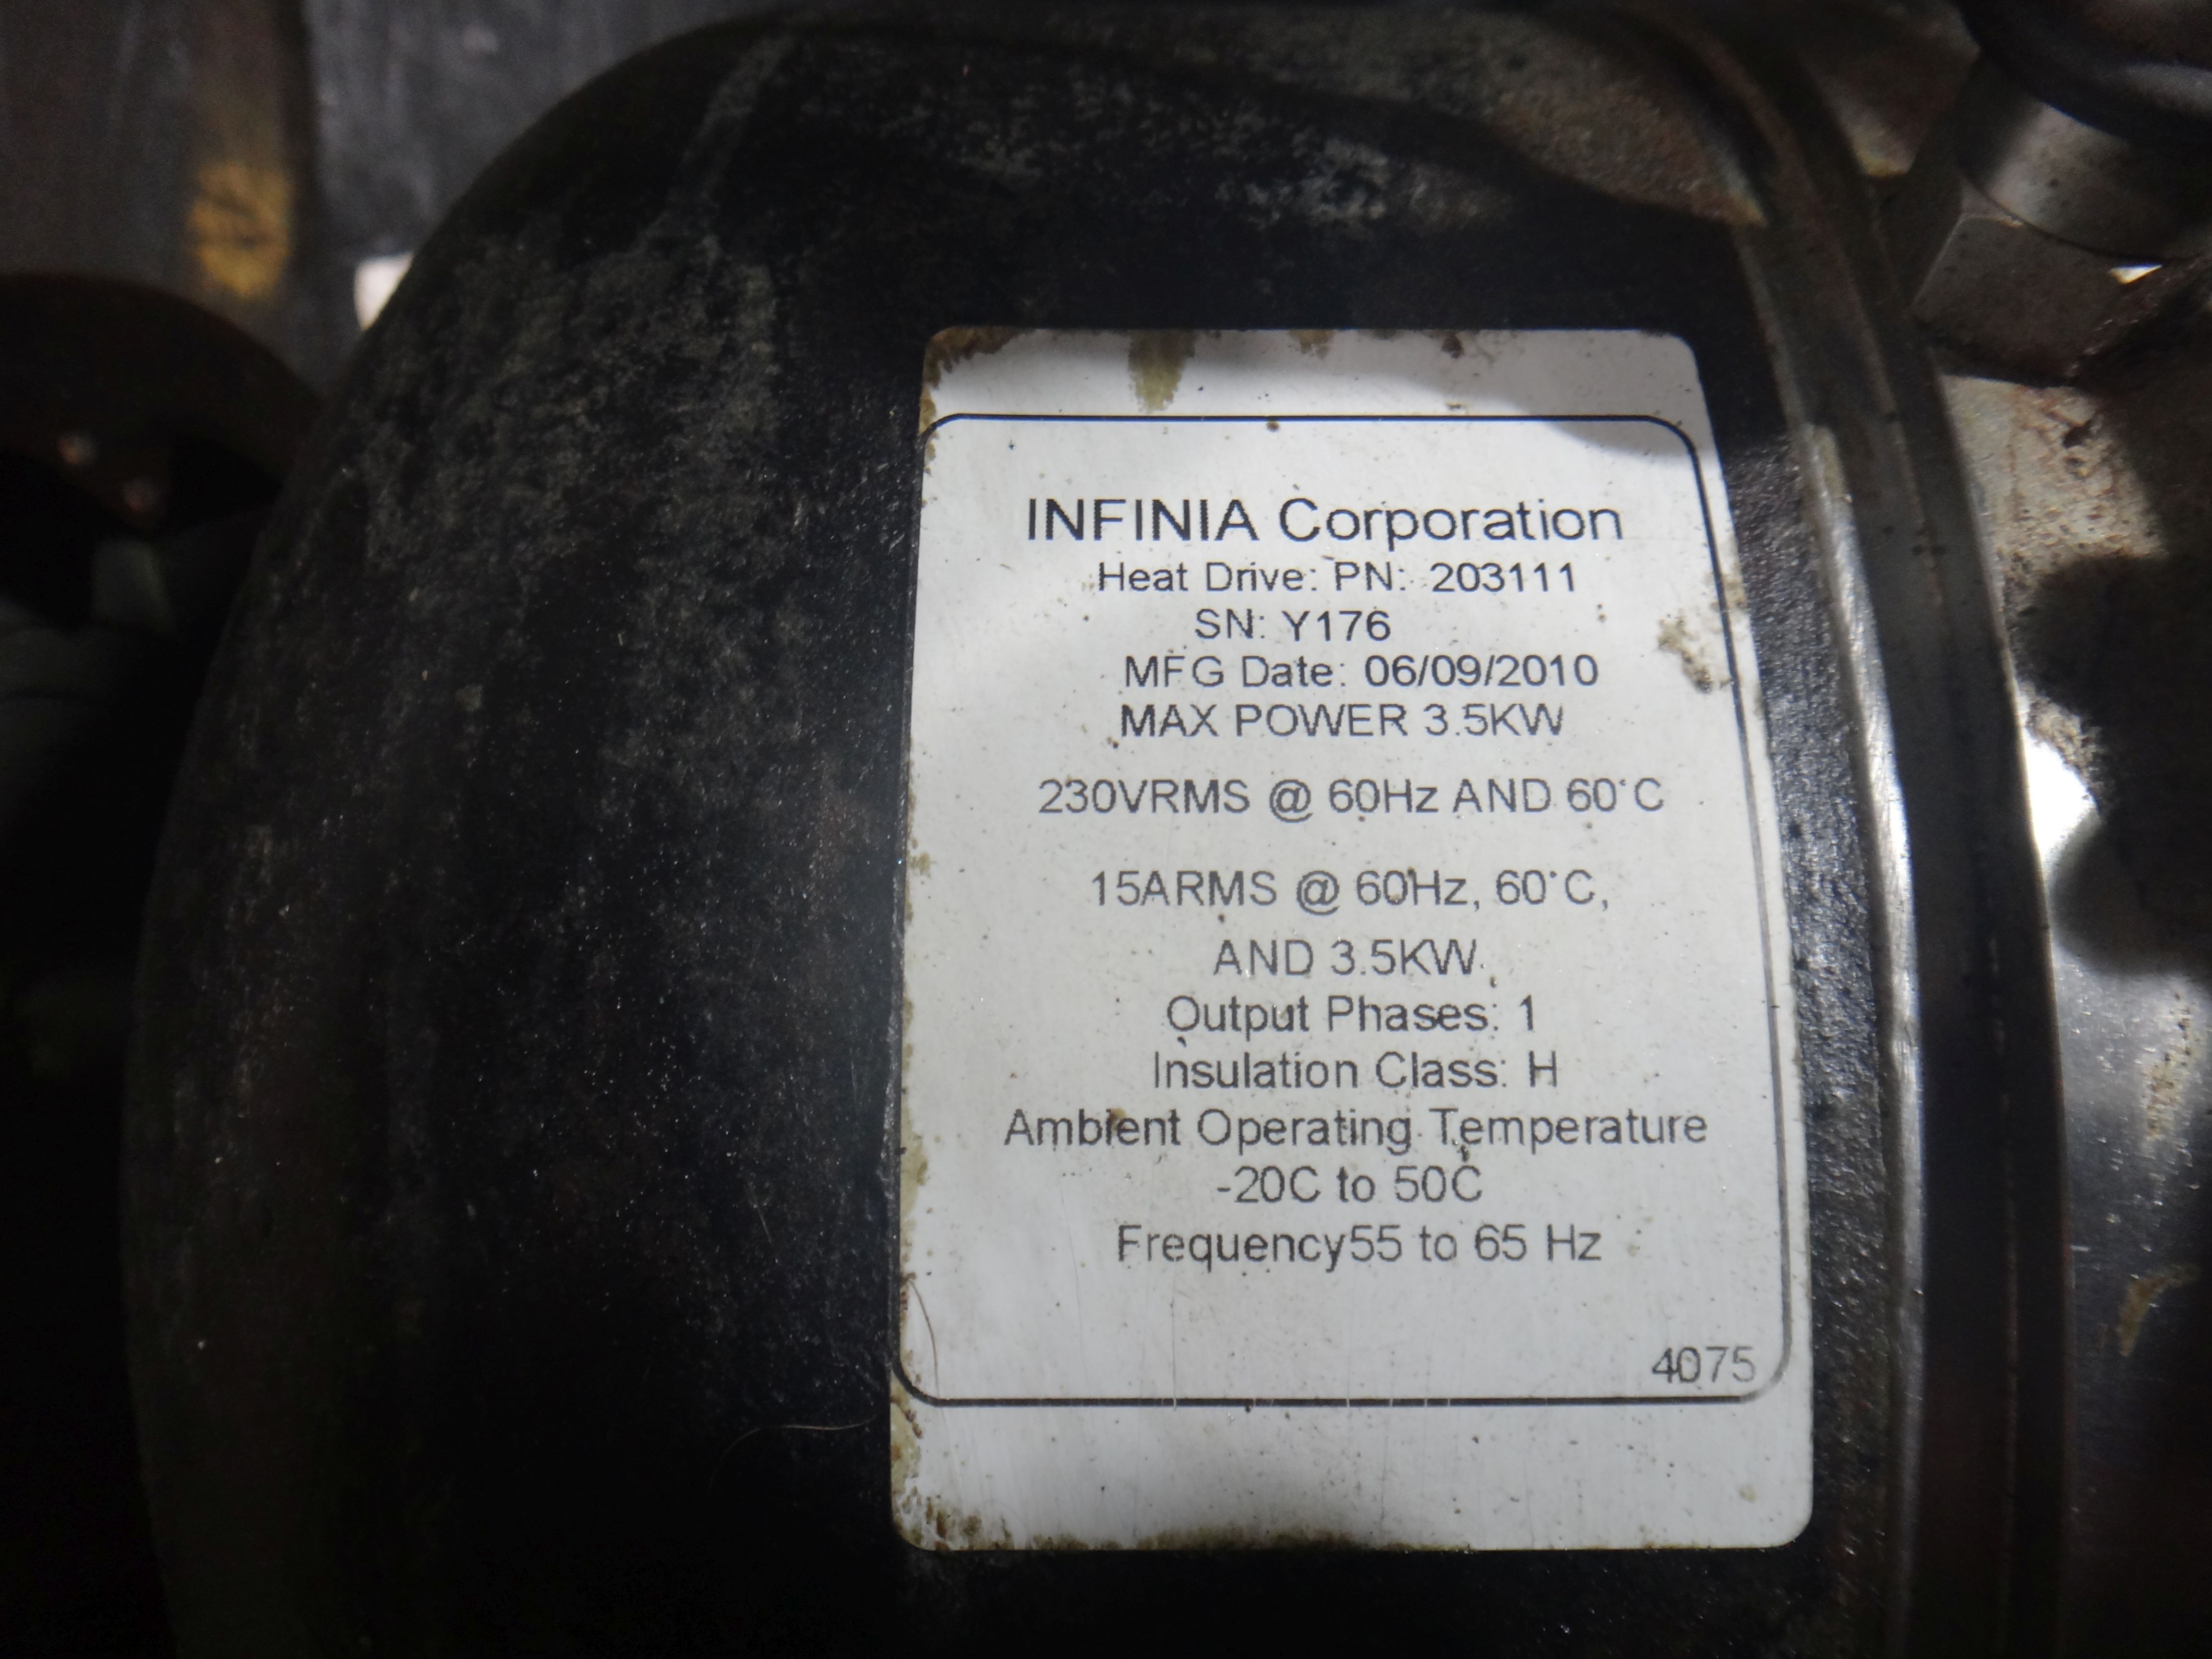 INFINIA Corporation
Heat Drive: PN: 203111
SN: Y176
MFG Date: 06/09/2010
MAX POWER 3.5KW
230VRMS @ 60Hz AND 60°C
15ARMS @ 60Hz, 60°C,
AND 3.5KW
Output Phases: 1
Insulation Class: H
Ambient Operating Temperature
-20C to 50C
Frequency55 to 65 Hz
4075